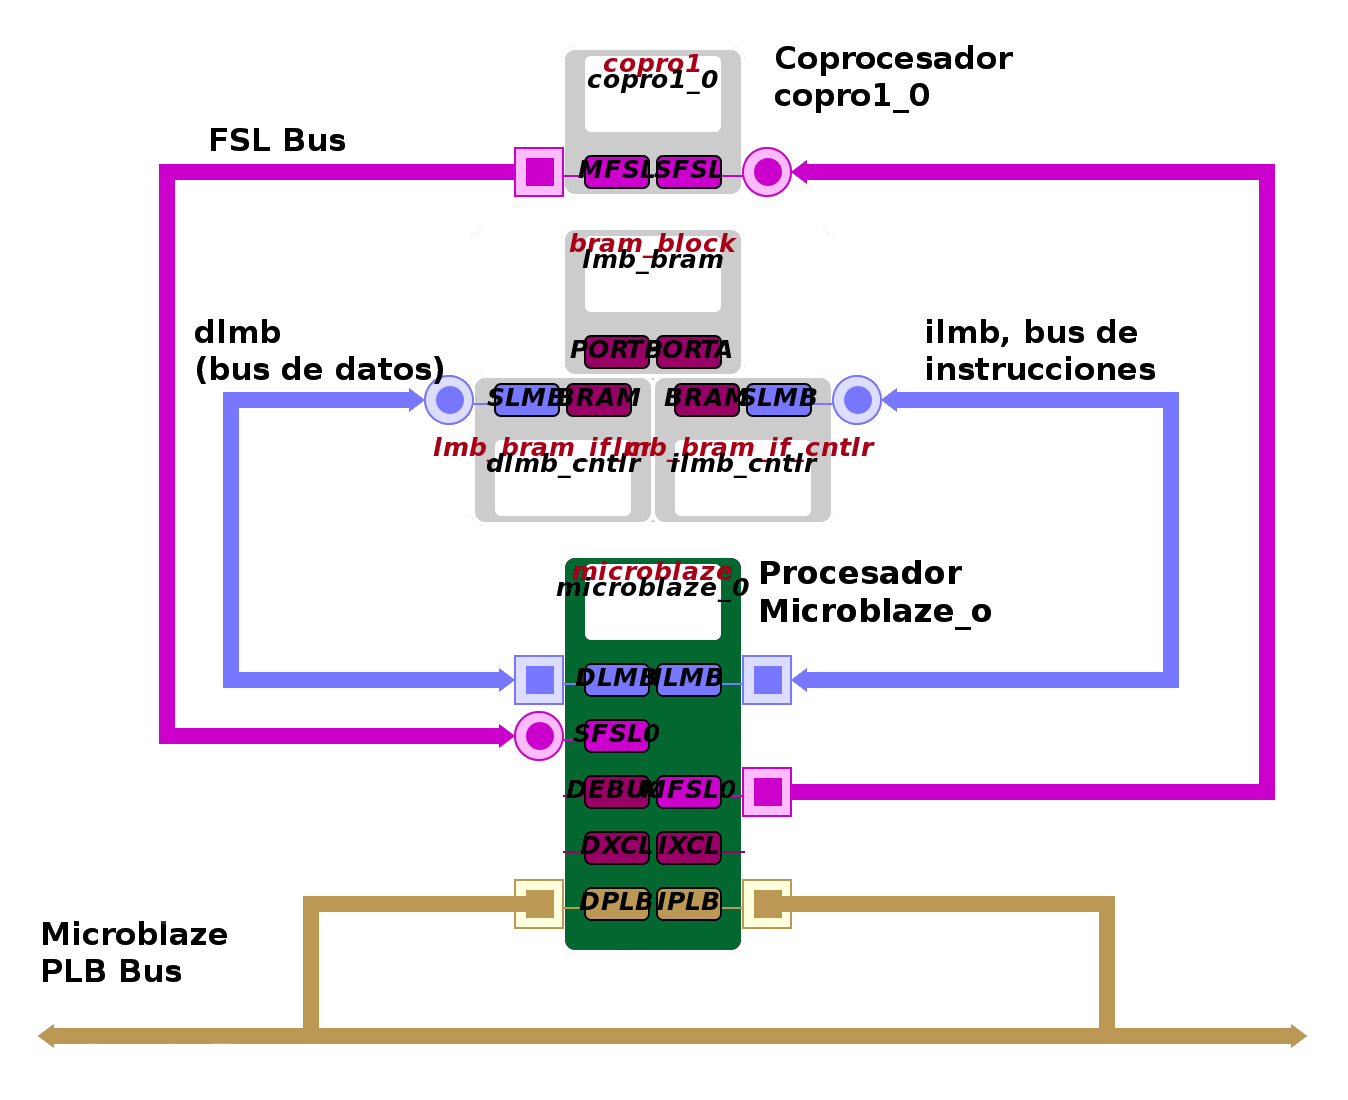 copro1
copro1_0
Coprocesador
copro1_0
FSL Bus
MFSL
SFSL
bram_block
lmb_bram
PORTB
PORTA
dlmb
(bus de datos)
ilmb, bus de
instrucciones
SLMB
BRAM
BRAM
SLMB
lmb_bram_if_cntlr
dlmb_cntlr
ilmb_cntlr
microblaze
microblaze_0
Procesador
Microblaze_o
DLMB
ILMB
SFSL0
DEBUG
MFSL0
DXCL
IXCL
DPLB
IPLB
Microblaze
PLB Bus